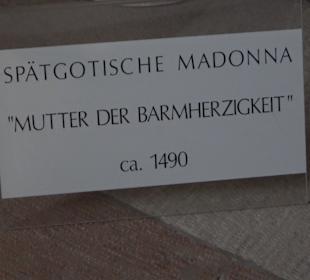 SPÄTGOTISCHE MADONNA
"MUTTER DER BARMHERZIGKEIT"
ca. 1490